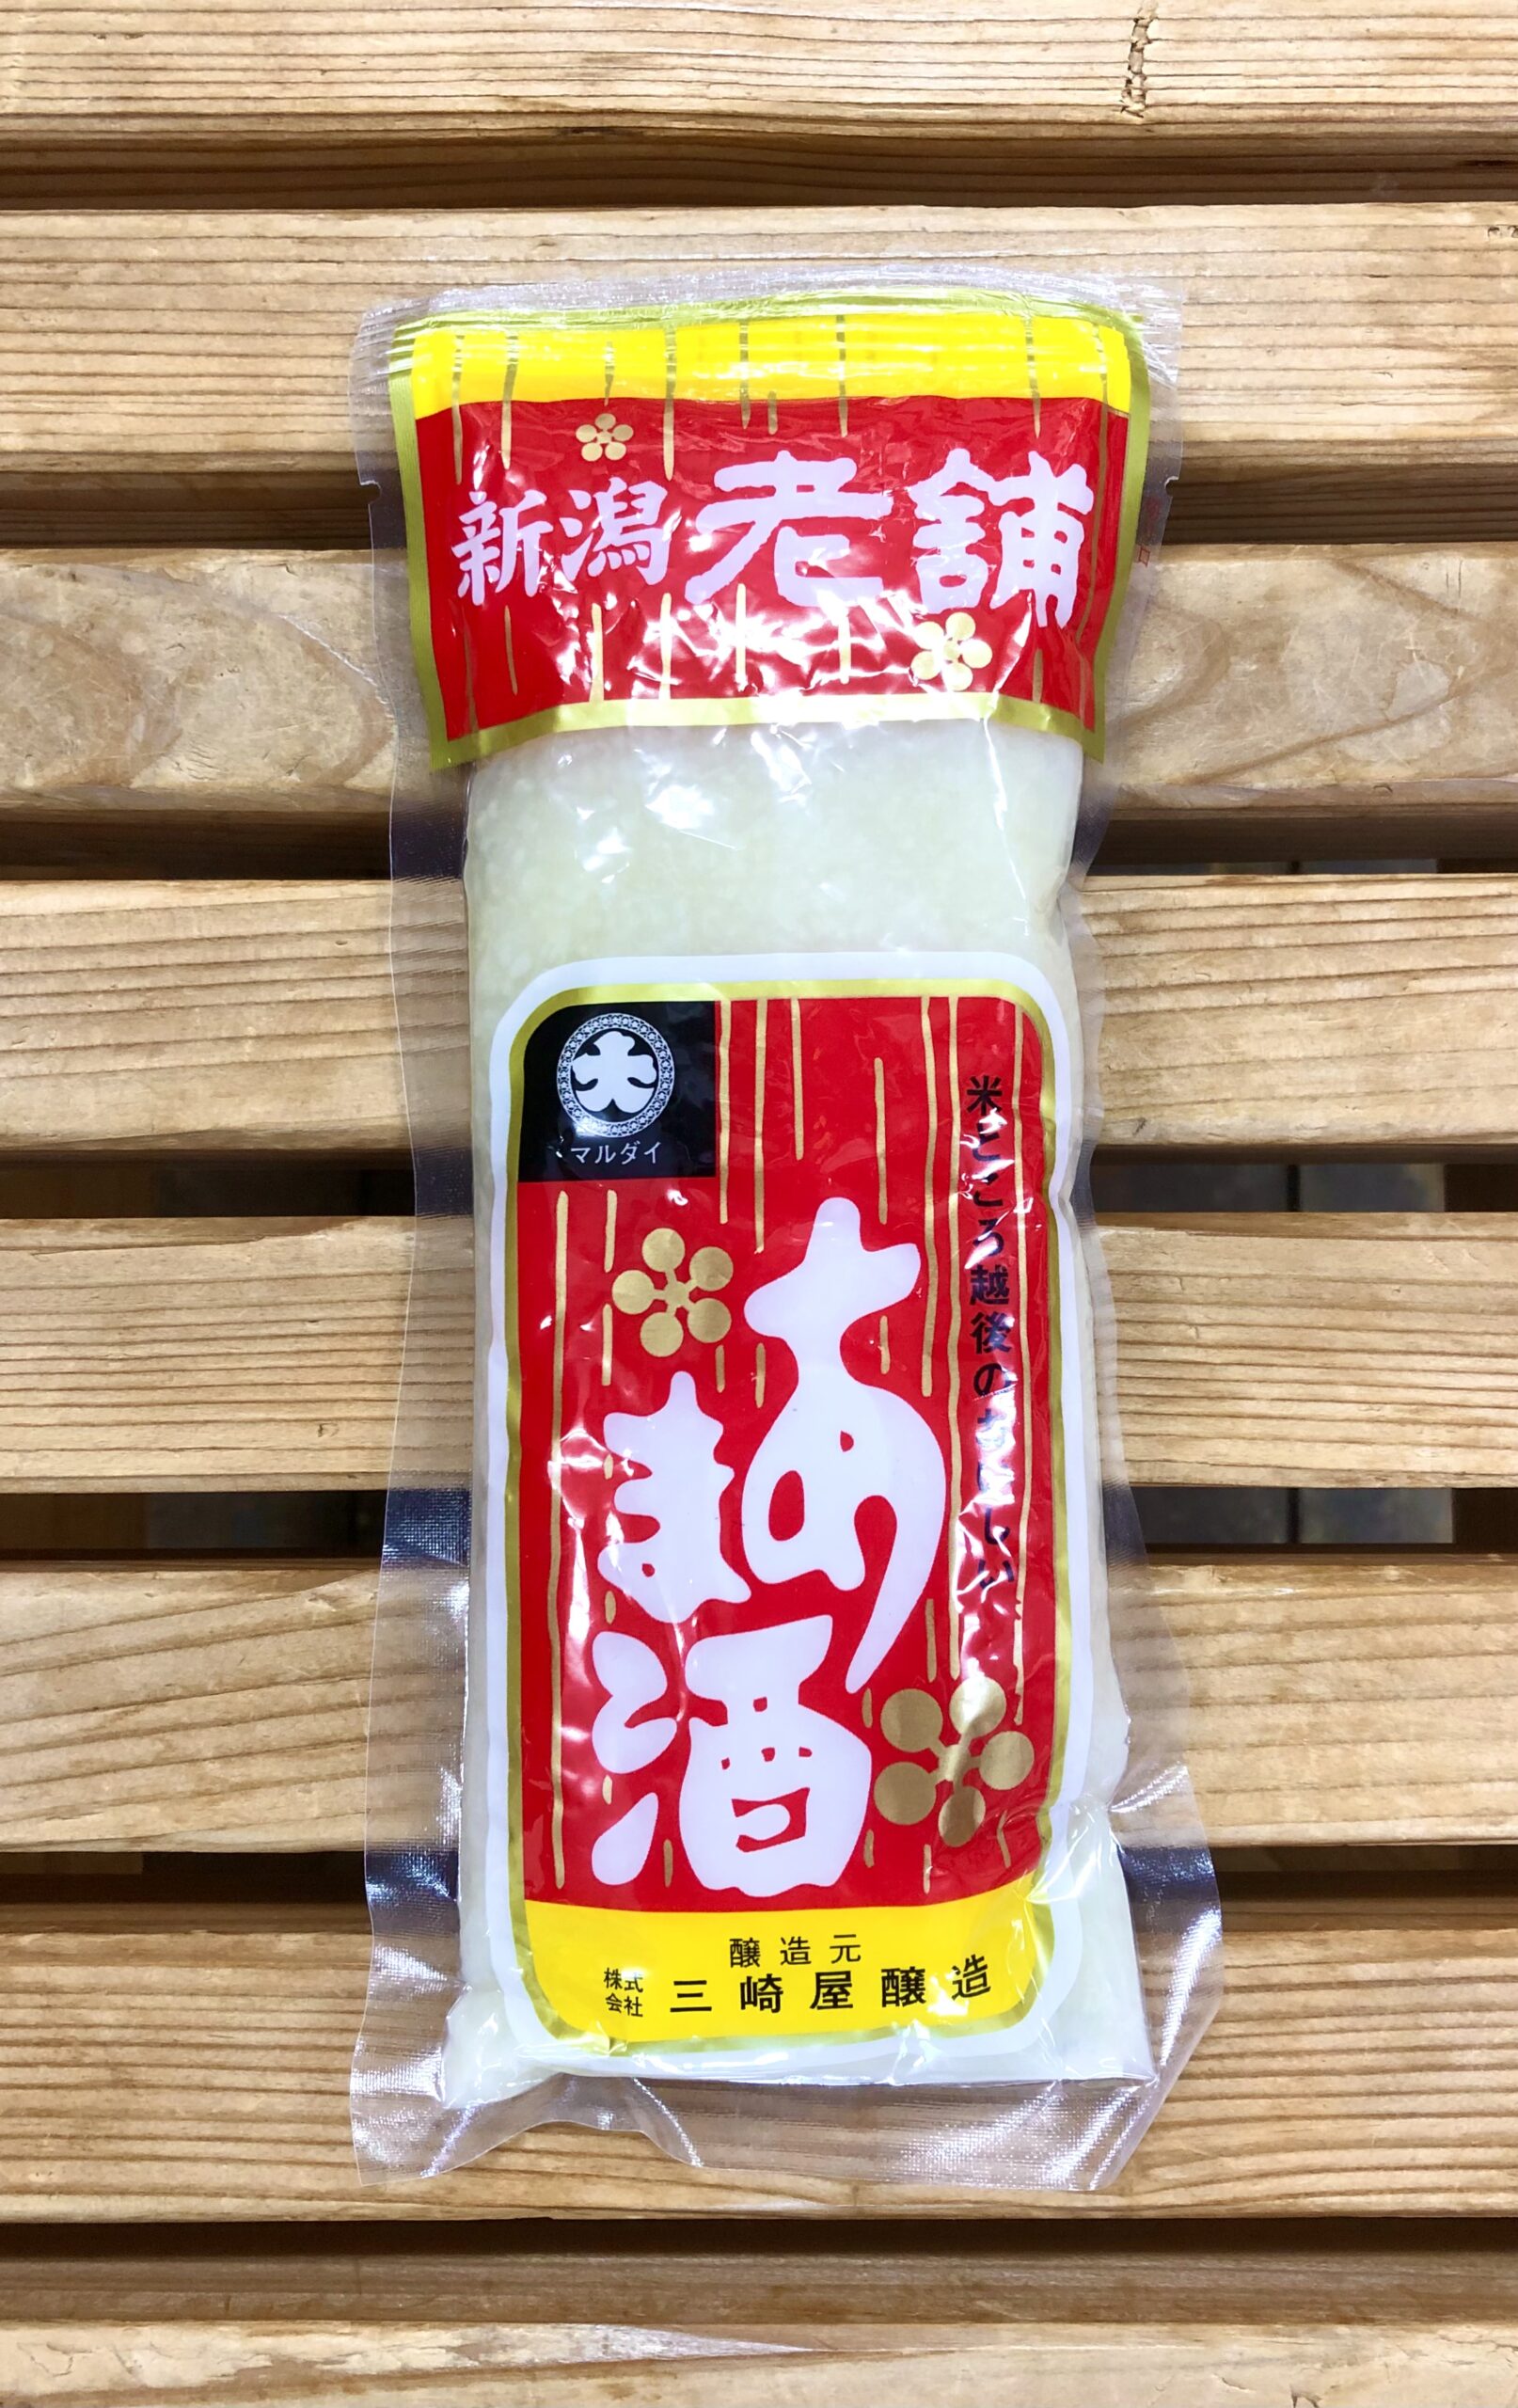 新潟老舗
マルダイ
米どころ越後のおいしい
あま酒
醸造元
株式会社 三崎屋醸造